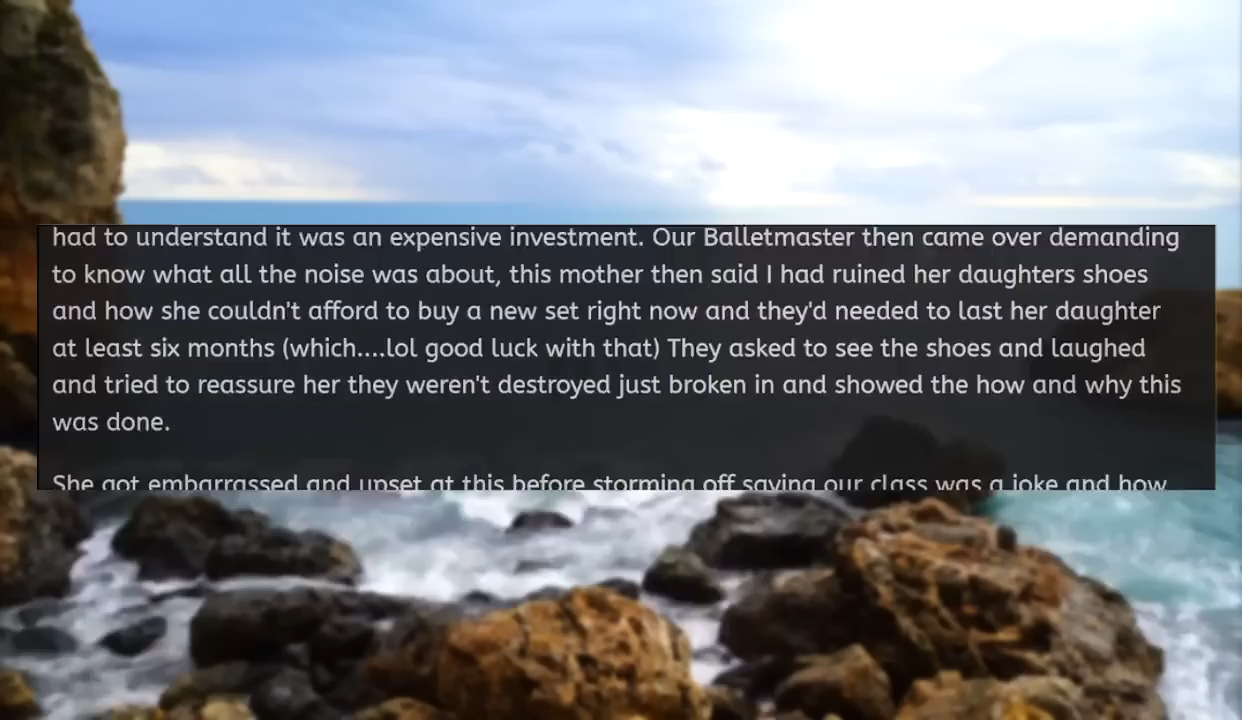 had to understand it was an expensive investment. Our Balletmaster then came over demanding
to know what all the noise was about, this mother then said I had ruined her daughters shoes
and how she couldn't afford to buy a new set right now and they'd needed to last her daughter
at least six months (which....lol good luck with that) They asked to see the shoes and laughed
and tried to reassure her they weren't destroyed just broken in and showed the how and why this
was done.
She got embarrassed and upset at this before storming off saying our class was a joke and how